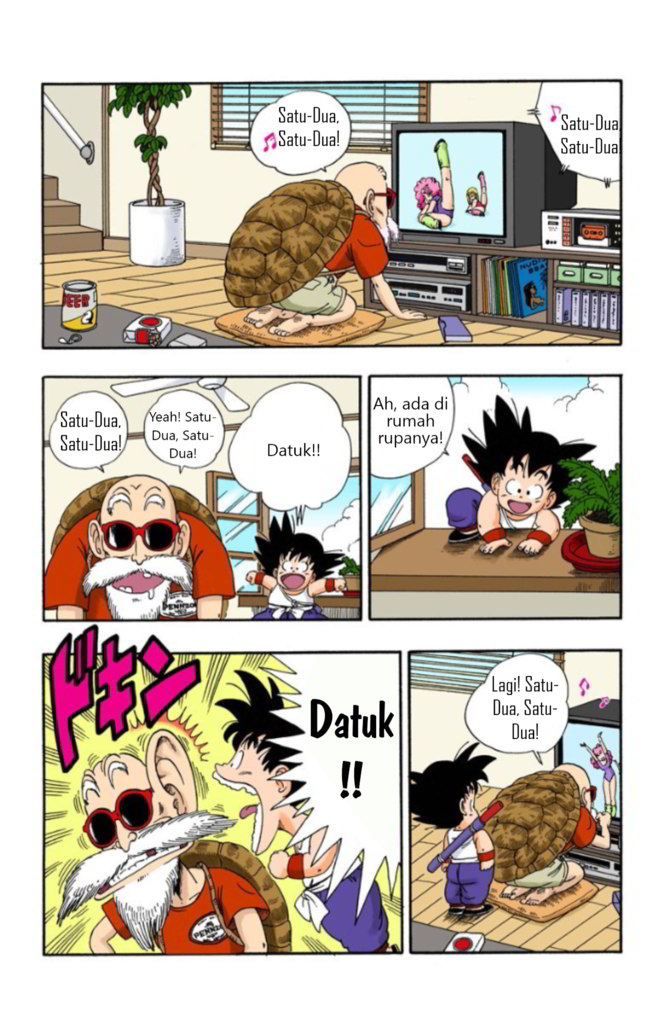 ♪ Satu-Dua,
Satu-Dua
Satu-Dua,
♫ Satu-Dua!
BEER
Ah, ada di
rumah
rupanya!
Datuk!!
Yeah! Satu-
Dua, Satu-
Dua!
Satu-Dua,
Satu-Dua!
Lagi! Satu-
Dua, Satu-
Dua!
Datuk
!!
ドキン